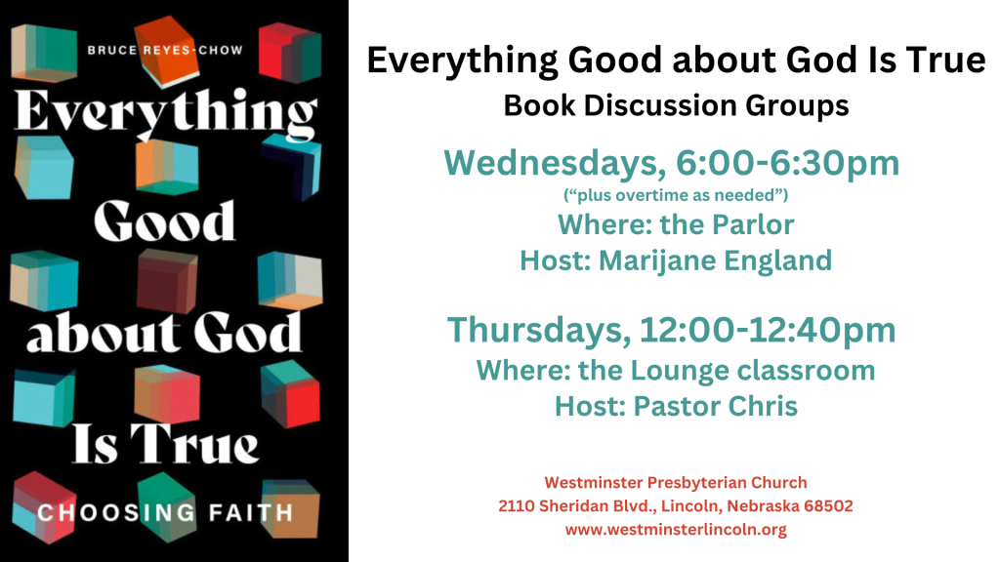 BRUCE REYES-CHOW
Everything
Good
about God
Is True
CHOOSING FAITH
Everything Good about God Is True
Book Discussion Groups
Wednesdays, 6:00-6:30pm
(“plus overtime as needed”)
Where: the Parlor
Host: Marijane England
Thursdays, 12:00-12:40pm
Where: the Lounge classroom
Host: Pastor Chris
Westminster Presbyterian Church
2110 Sheridan Blvd., Lincoln, Nebraska 68502
www.westminsterlincoln.org